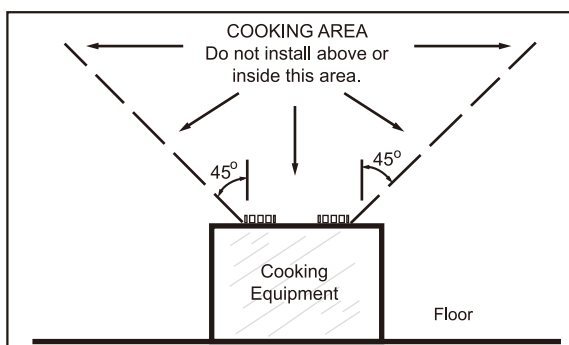 COOKING AREA
Do not install above or
inside this area.
45°
45°
Cooking
Equipment
Floor